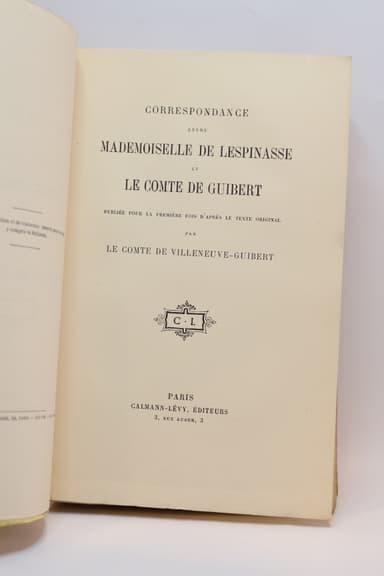 CORRESPONDANCE
ENTRE
MADEMOISELLE DE LESPINASSE
ET
LE COMTE DE GUIBERT
PUBLIÉE POUR LA PREMIÈRE FOIS D'APRÈS LE TEXTE ORIGINAL
PAR
LE COMTE DE VILLENEUVE-GUIBERT
C · L
PARIS
CALMANN-LÉVY, ÉDITEURS
3, RUE AUBER, 3